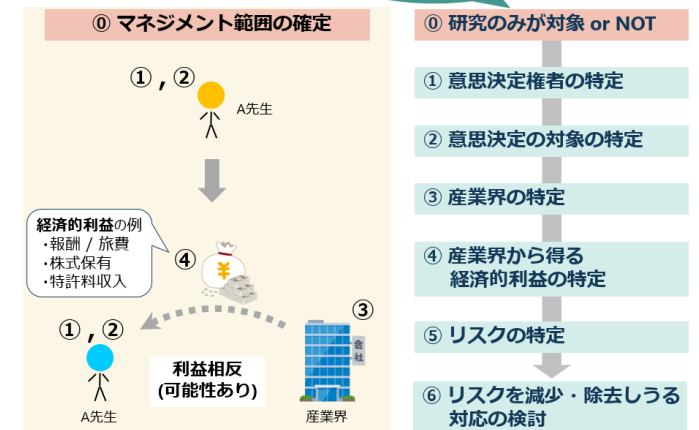 ⓪ マネジメント範囲の確定
①,②
A先生
経済的利益の例
・報酬 / 旅費
・株式保有
・特許料収入
④
¥
③
①,②
会社
利益相反
(可能性あり)
A先生
産業界
⓪ 研究のみが対象 or NOT
① 意思決定権者の特定
② 意思決定の対象の特定
③ 産業界の特定
④ 産業界から得る
経済的利益の特定
⑤ リスクの特定
⑥ リスクを減少・除去しうる
対応の検討